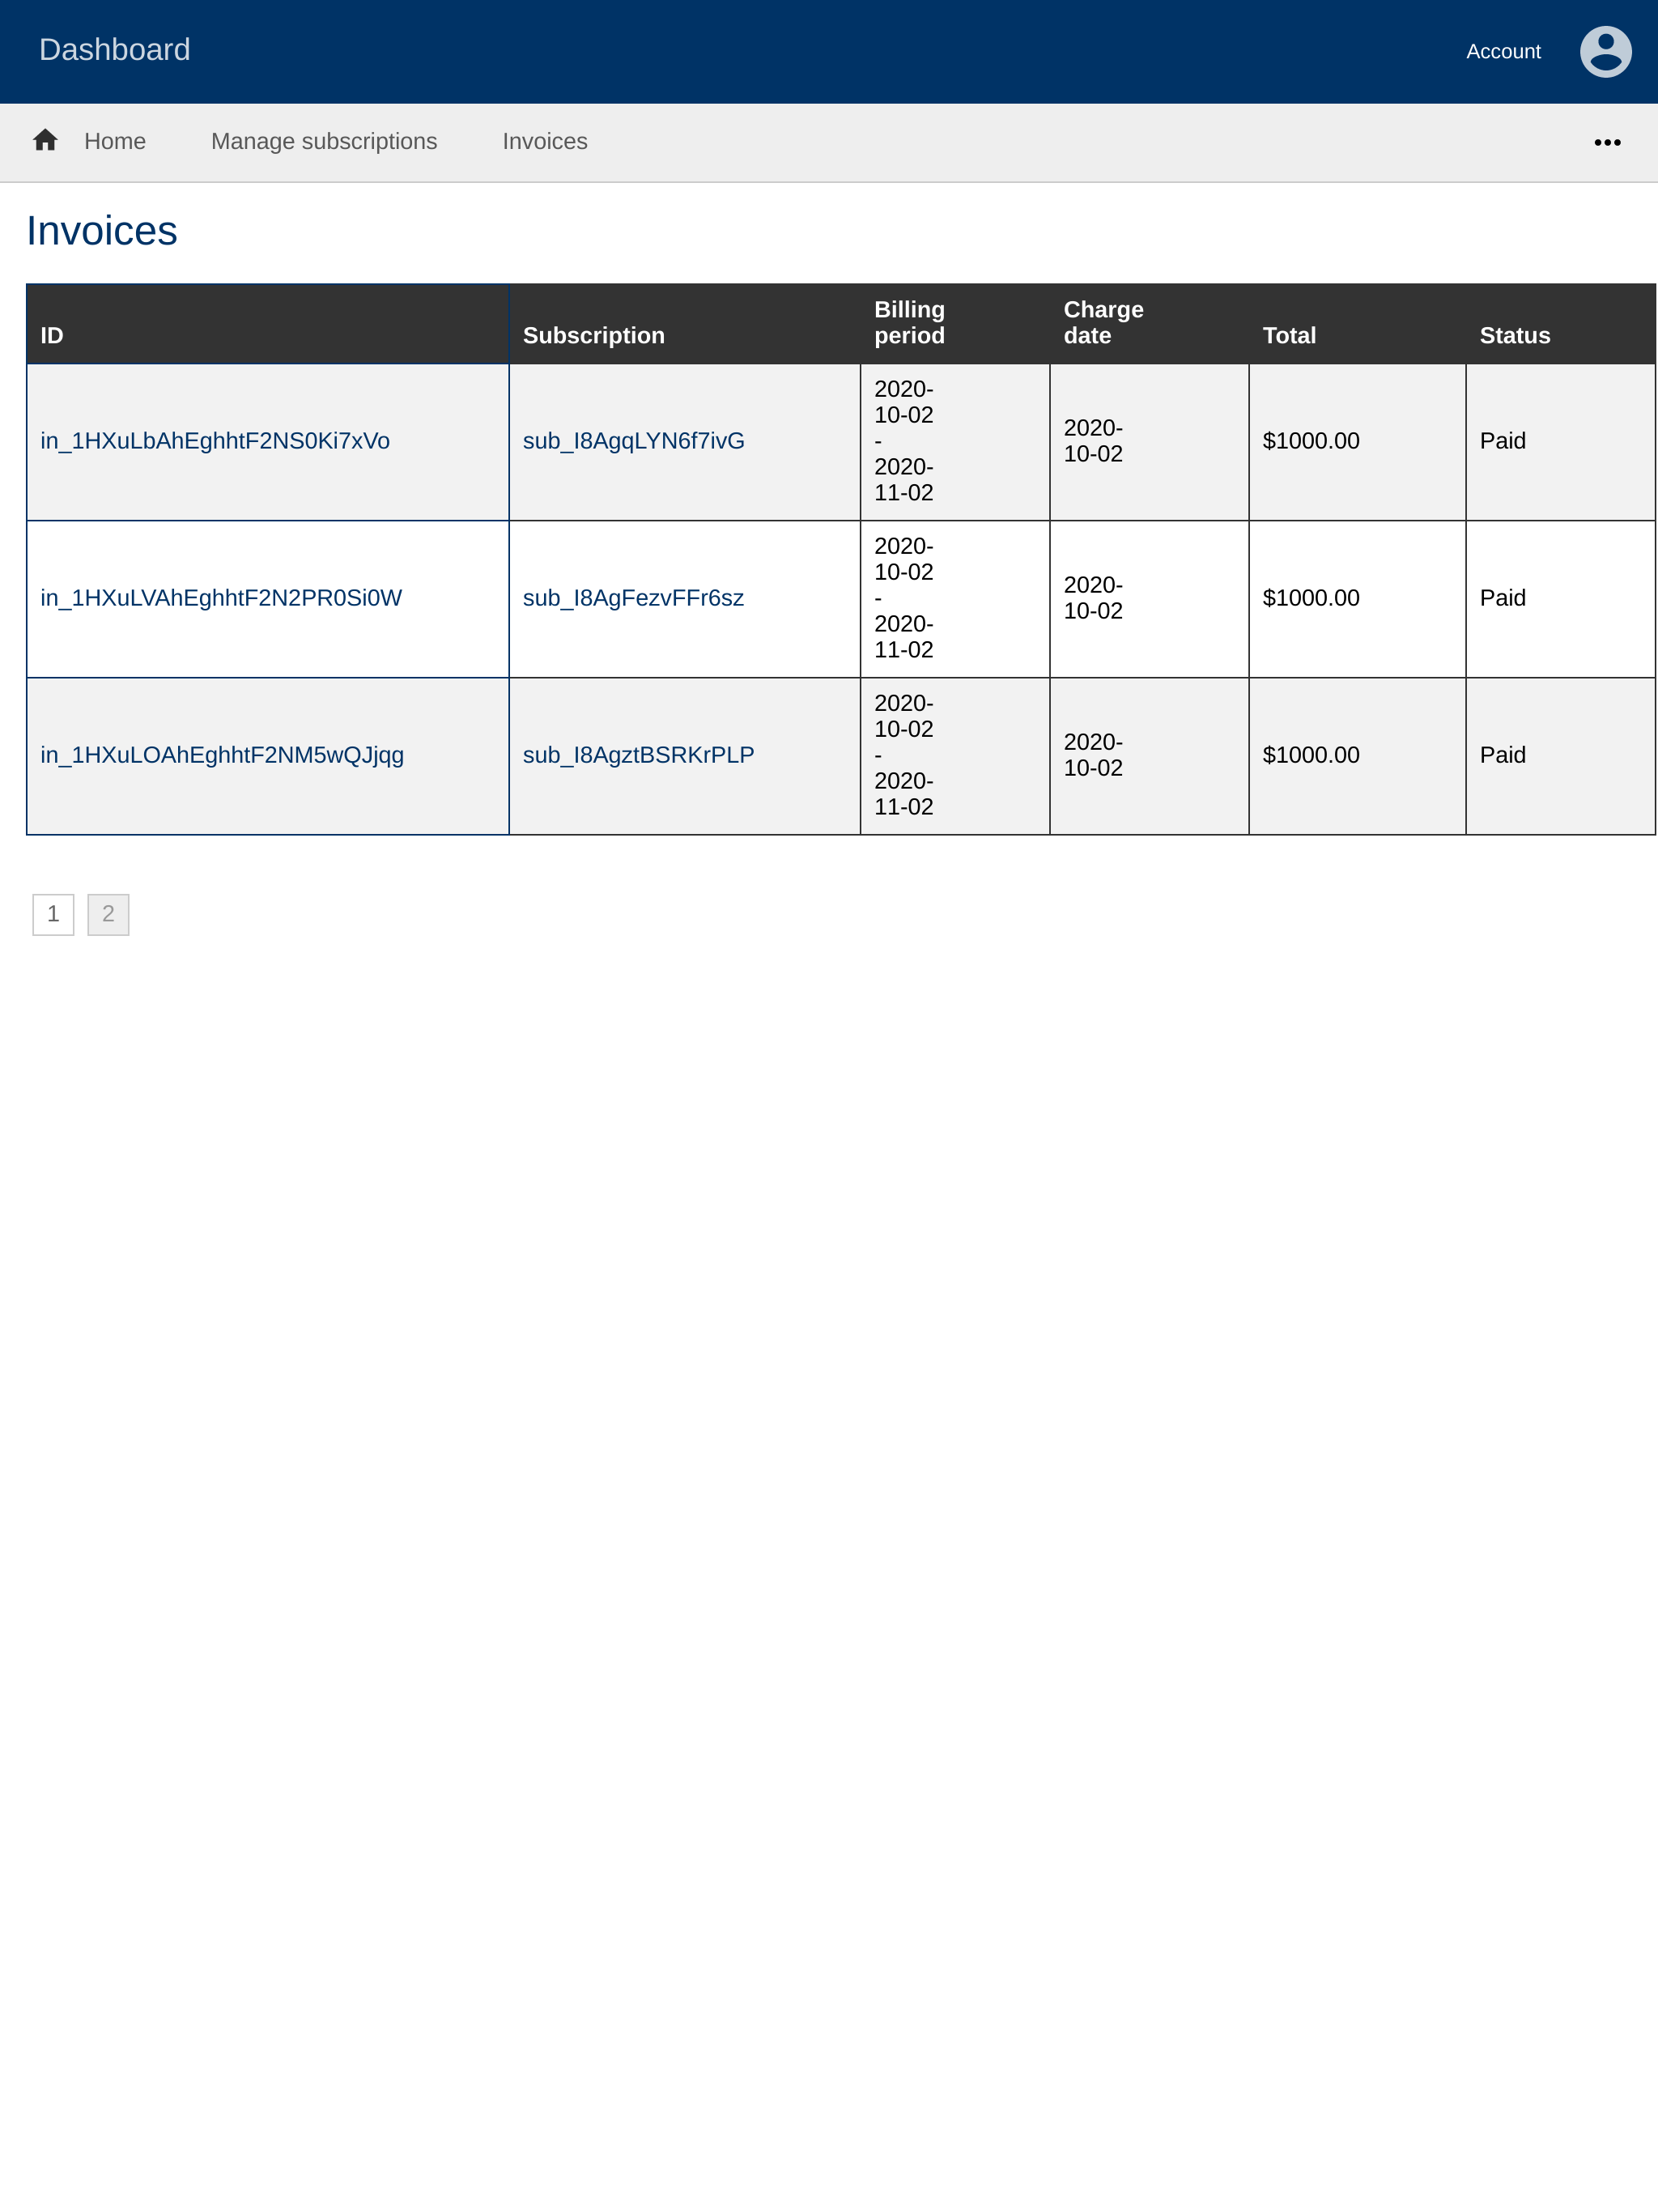 Dashboard
Account
Home
Manage subscriptions
Invoices
Invoices
ID
Subscription
Billing
period
Charge
date
Total
Status
in_1HXuLbAhEghhtF2NS0Ki7xVo
sub_I8AgqLYN6f7ivG
2020-
10-02
-
2020-
11-02
2020-
10-02
$1000.00
Paid
in_1HXuLVAhEghhtF2N2PR0Si0W
sub_I8AgFezvFFr6sz
2020-
10-02
-
2020-
11-02
2020-
10-02
$1000.00
Paid
in_1HXuLOAhEghhtF2NM5wQJjqg
sub_I8AgztBSRKrPLP
2020-
10-02
-
2020-
11-02
2020-
10-02
$1000.00
Paid
1
2